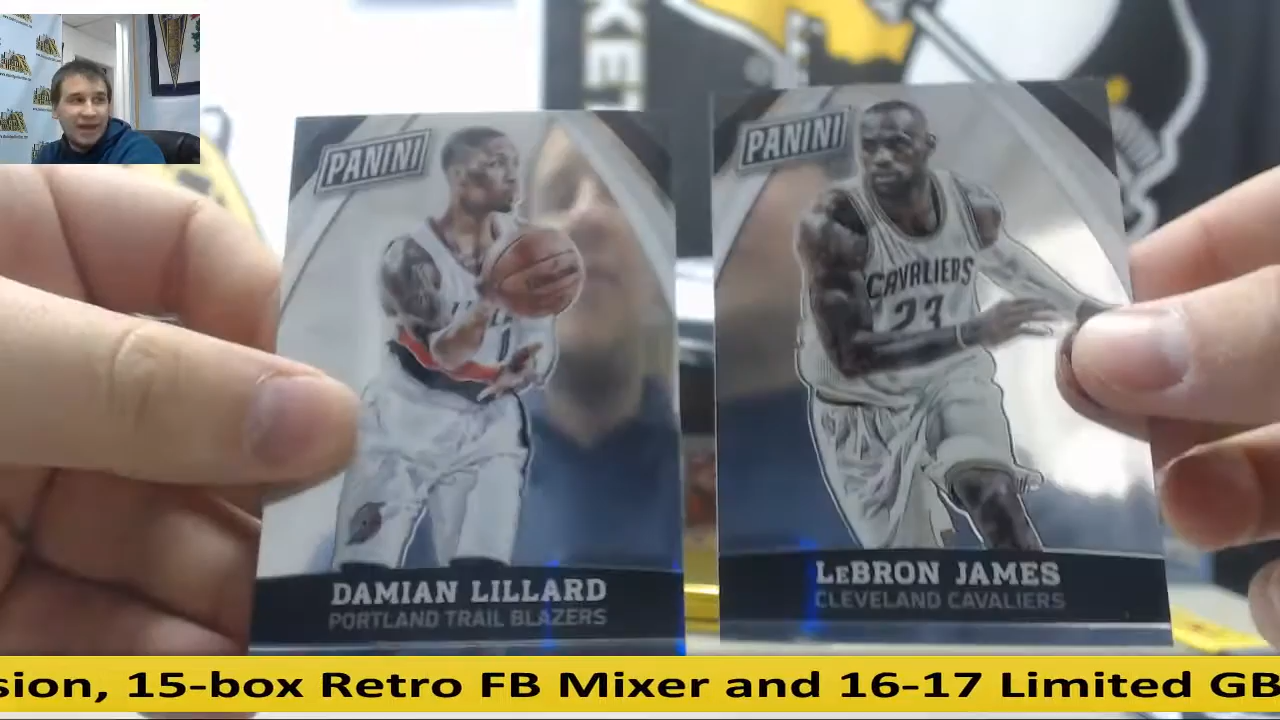 PANINI
DAMIAN LILLARD
PORTLAND TRAIL BLAZERS
PANINI
CAVALIERS
23
LEBRON JAMES
CLEVELAND CAVALIERS
sion, 15-box Retro FB Mixer and 16-17 Limited GB